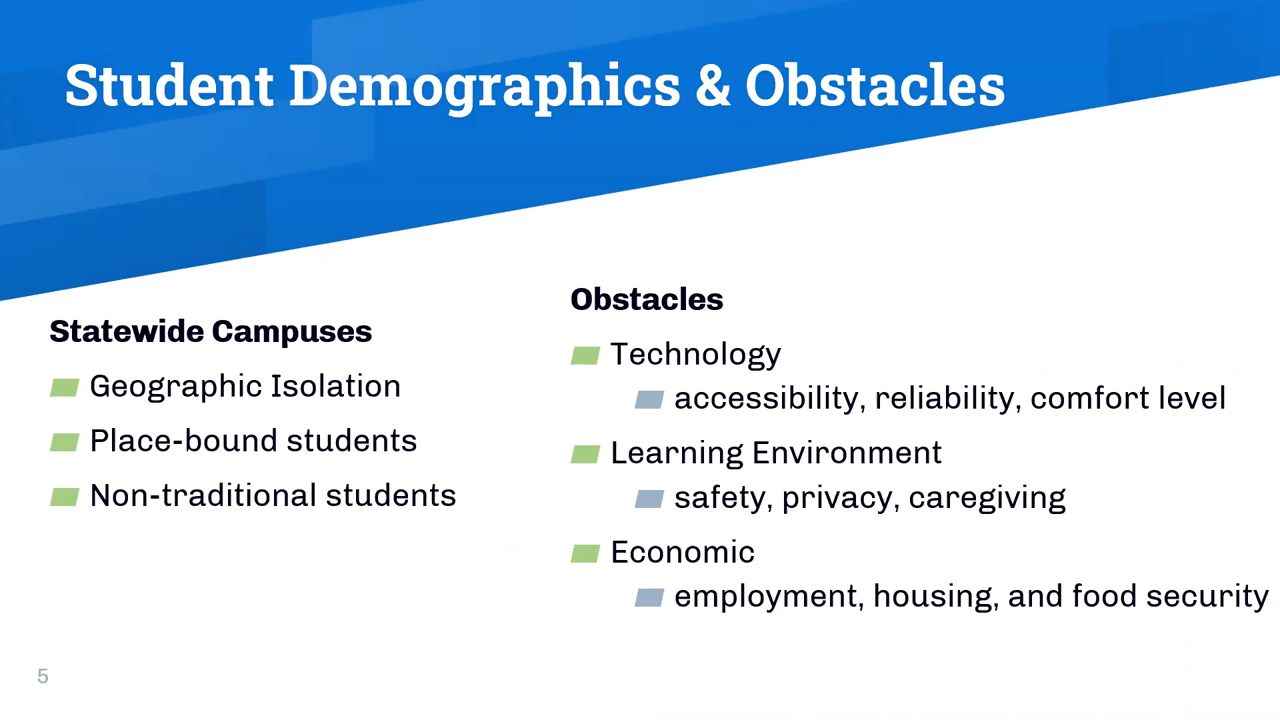 Student Demographics & Obstacles
Statewide Campuses
Geographic Isolation
Place-bound students
Non-traditional students
Obstacles
Technology
accessibility, reliability, comfort level
Learning Environment
safety, privacy, caregiving
Economic
employment, housing, and food security
5